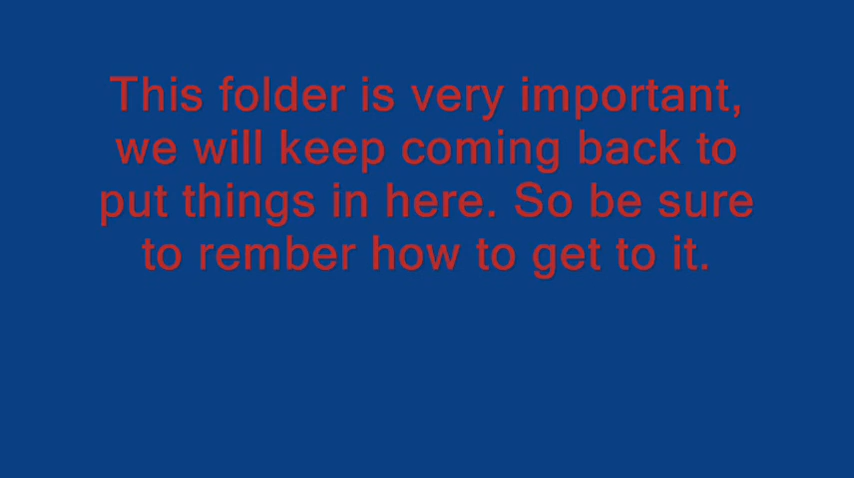 This folder is very important,
we will keep coming back to
put things in here. So be sure
to rember how to get to it.